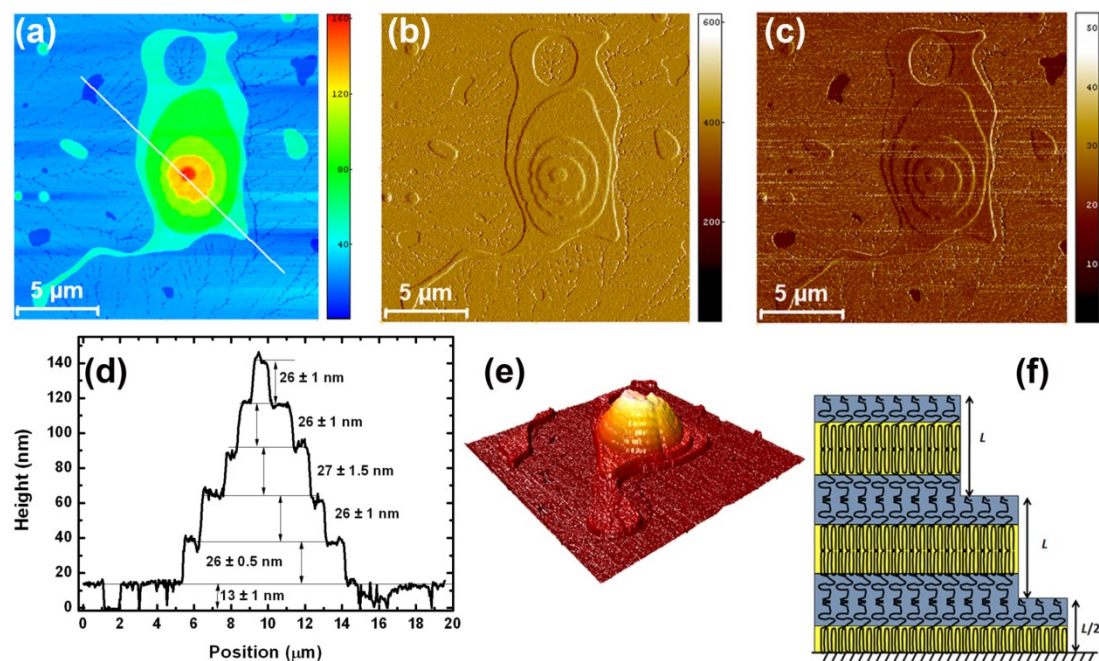 (a)
160
120
80
40
5 μm
(b)
600
400
200
5 μm
(c)
50
40
30
20
10
5 μm
(d)
140
120
100
80
60
40
20
0
Height (nm)
26 ± 1 nm
26 ± 1 nm
27 ± 1.5 nm
26 ± 1 nm
26 ± 0.5 nm
13 ± 1 nm
0 2 4 6 8 10 12 14 16 18 20
Position (μm)
(e)
(f)
L
L
L/2